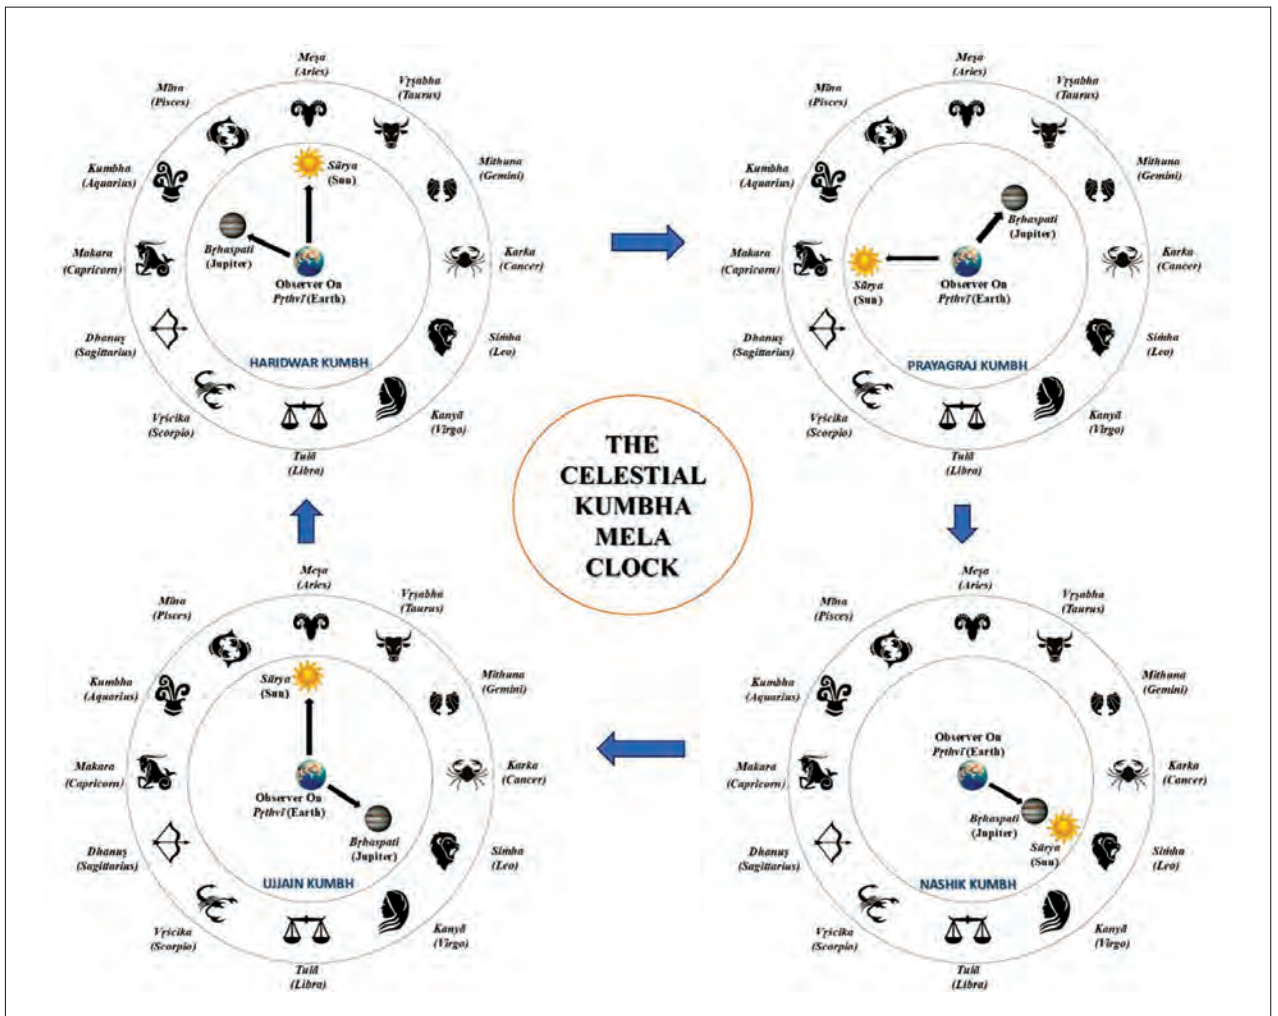 Meṣa
(Aries)
Vṛṣabha
(Taurus)
Mīna
(Pisces)
Mithuna
(Gemini)
Kumbha
(Aquarius)
Sūrya
(Sun)
Bṛhaspati
(Jupiter)
Makara
(Capricorn)
Karka
(Cancer)
Observer On
Pṛthvī (Earth)
Dhanuṣ
(Sagittarius)
Siṁha
(Leo)
HARIDWAR KUMBH
Vṛścika
(Scorpio)
Kanyā
(Virgo)
Tulā
(Libra)
Meṣa
(Aries)
Vṛṣabha
(Taurus)
Mīna
(Pisces)
Mithuna
(Gemini)
Kumbha
(Aquarius)
Bṛhaspati
(Jupiter)
Makara
(Capricorn)
Karka
(Cancer)
Sūrya
(Sun)
Observer On
Pṛthvī (Earth)
Dhanuṣ
(Sagittarius)
Siṁha
(Leo)
PRAYAGRAJ KUMBH
Vṛścika
(Scorpio)
Kanyā
(Virgo)
Tulā
(Libra)
THE
CELESTIAL
KUMBHA
MELA
CLOCK
Meṣa
(Aries)
Vṛṣabha
(Taurus)
Mīna
(Pisces)
Mithuna
(Gemini)
Kumbha
(Aquarius)
Sūrya
(Sun)
Makara
(Capricorn)
Karka
(Cancer)
Observer On
Pṛthvī (Earth)
Bṛhaspati
(Jupiter)
Dhanuṣ
(Sagittarius)
Siṁha
(Leo)
UJJAIN KUMBH
Vṛścika
(Scorpio)
Kanyā
(Virgo)
Tulā
(Libra)
Meṣa
(Aries)
Vṛṣabha
(Taurus)
Mīna
(Pisces)
Mithuna
(Gemini)
Kumbha
(Aquarius)
Observer On
Pṛthvī (Earth)
Makara
(Capricorn)
Karka
(Cancer)
Bṛhaspati
(Jupiter)
Sūrya
(Sun)
Dhanuṣ
(Sagittarius)
Siṁha
(Leo)
NASHIK KUMBH
Vṛścika
(Scorpio)
Kanyā
(Virgo)
Tulā
(Libra)